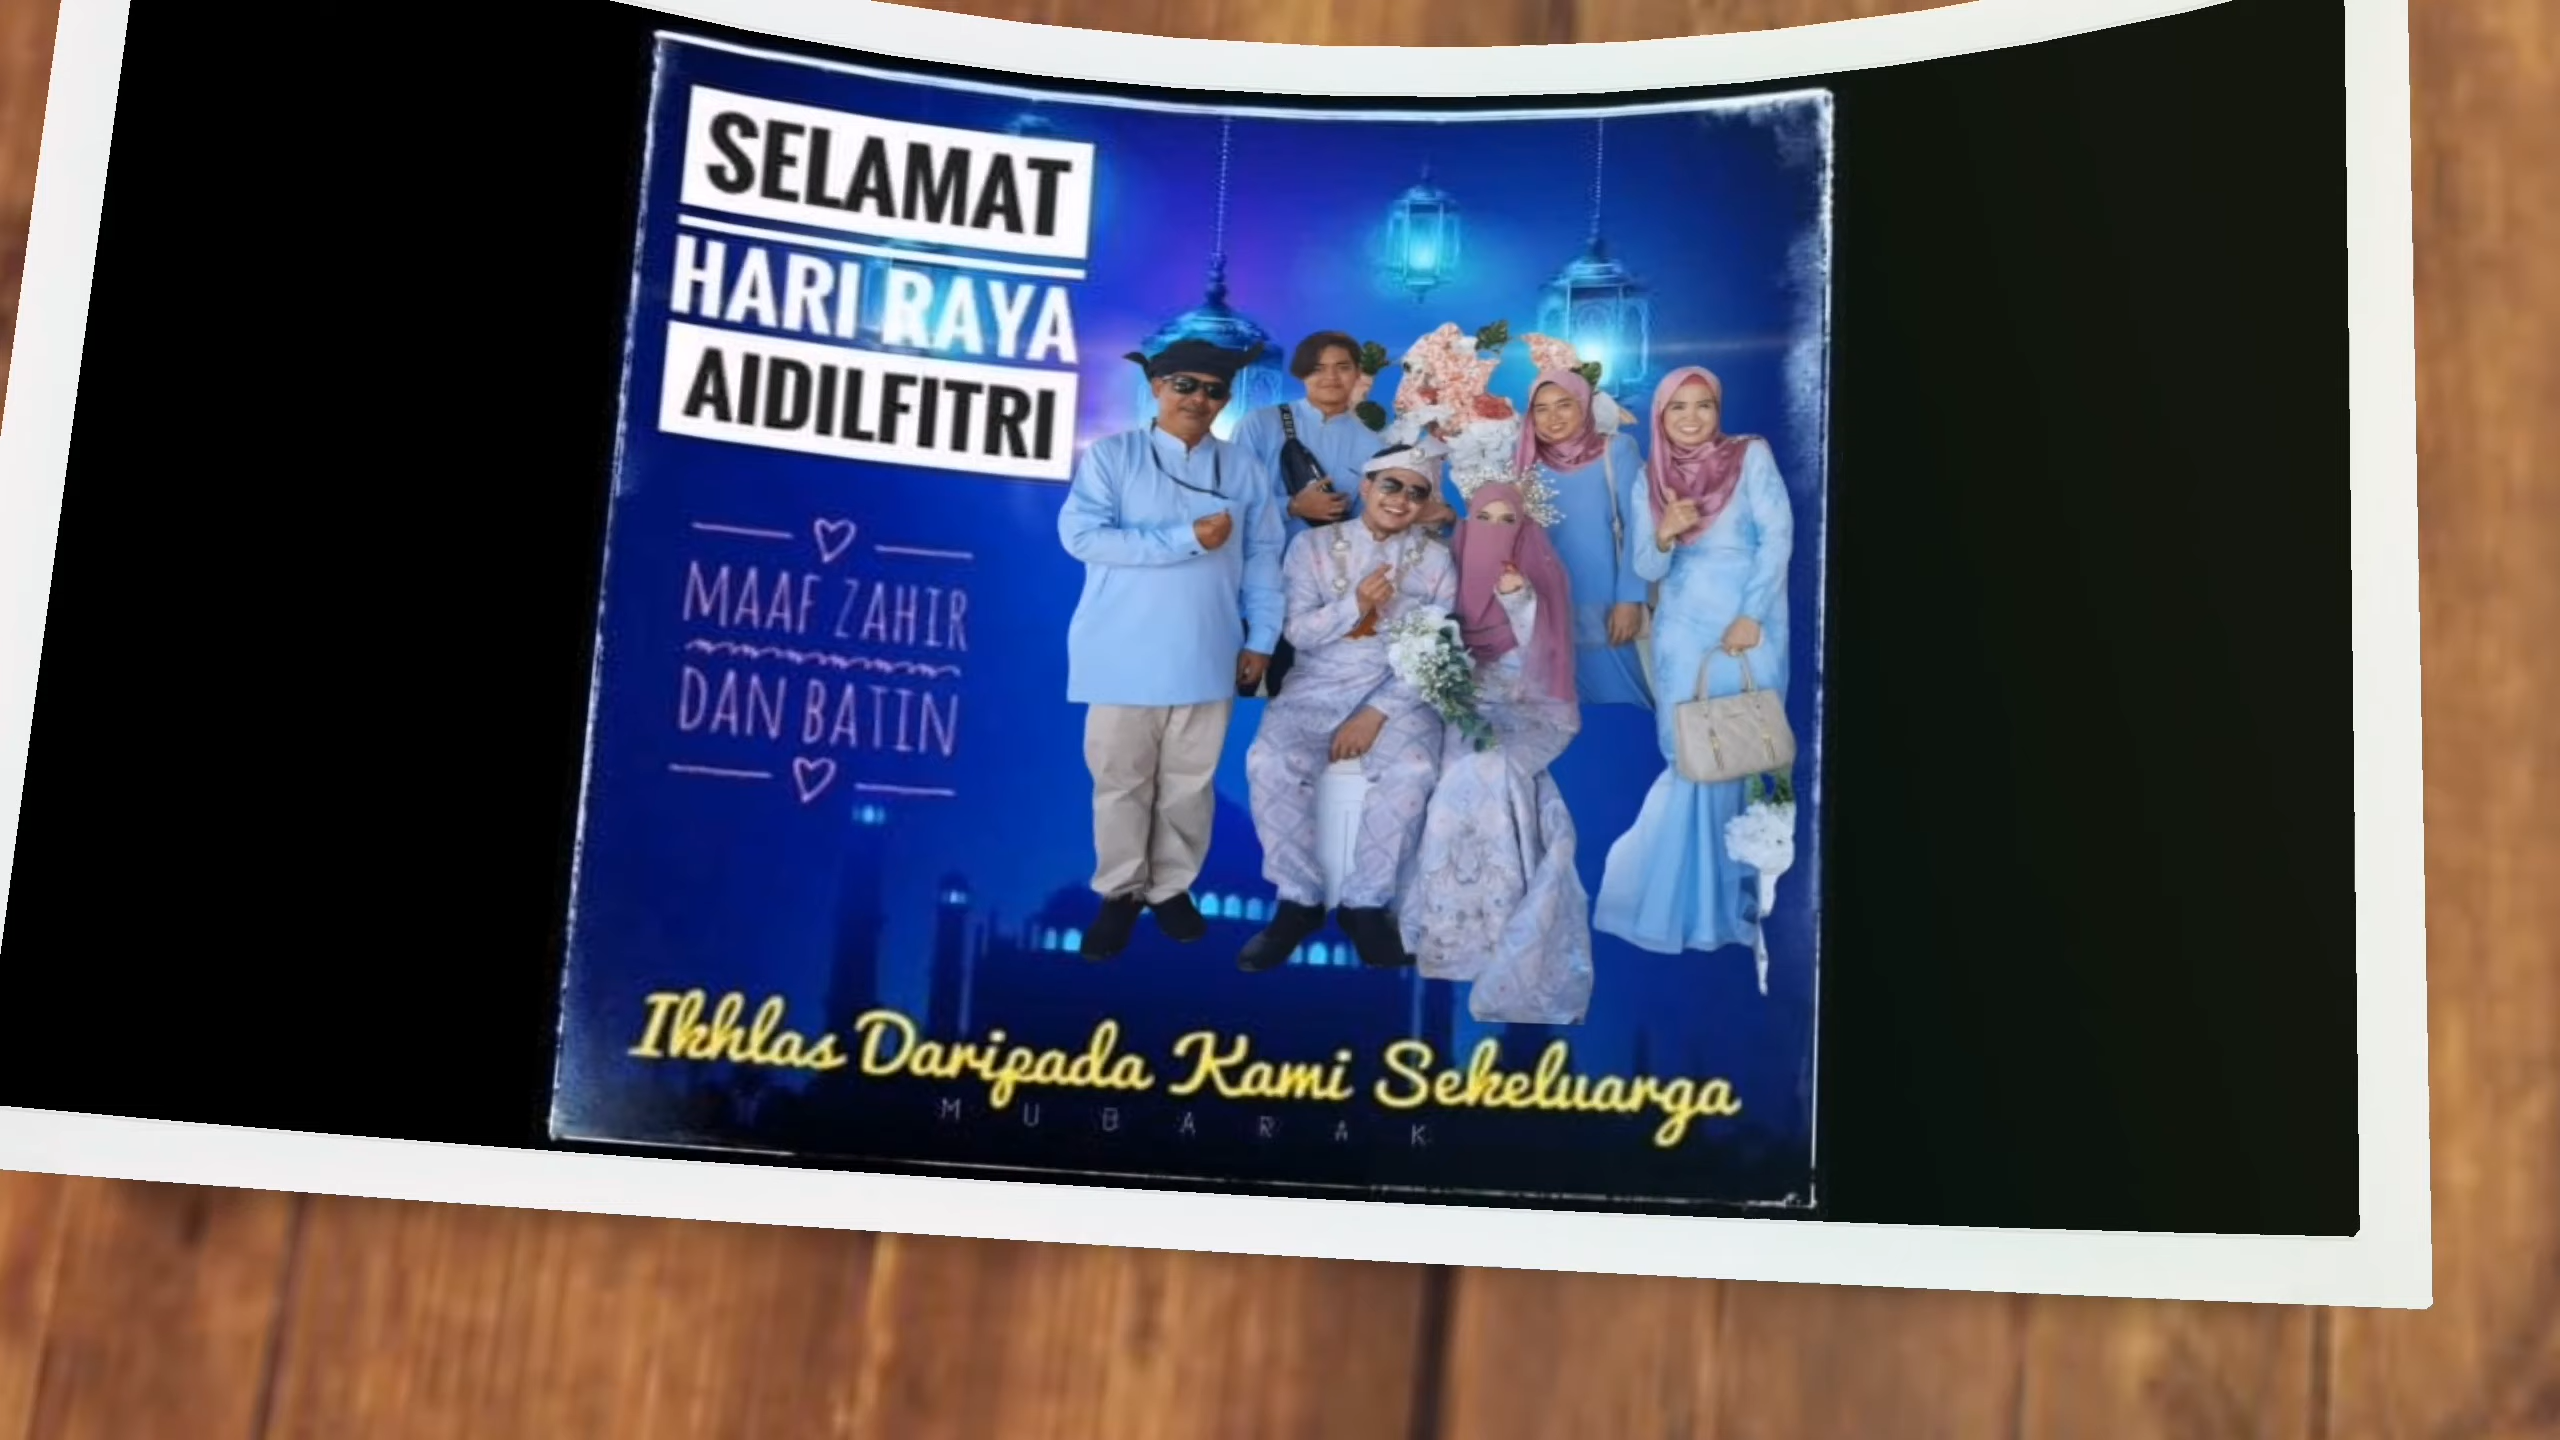 SELAMAT
HARI RAYA
AIDILFITRI
MAAF ZAHIR
DAN BATIN
Ikhlas Daripada Kami Sekeluarga
MUBARAK